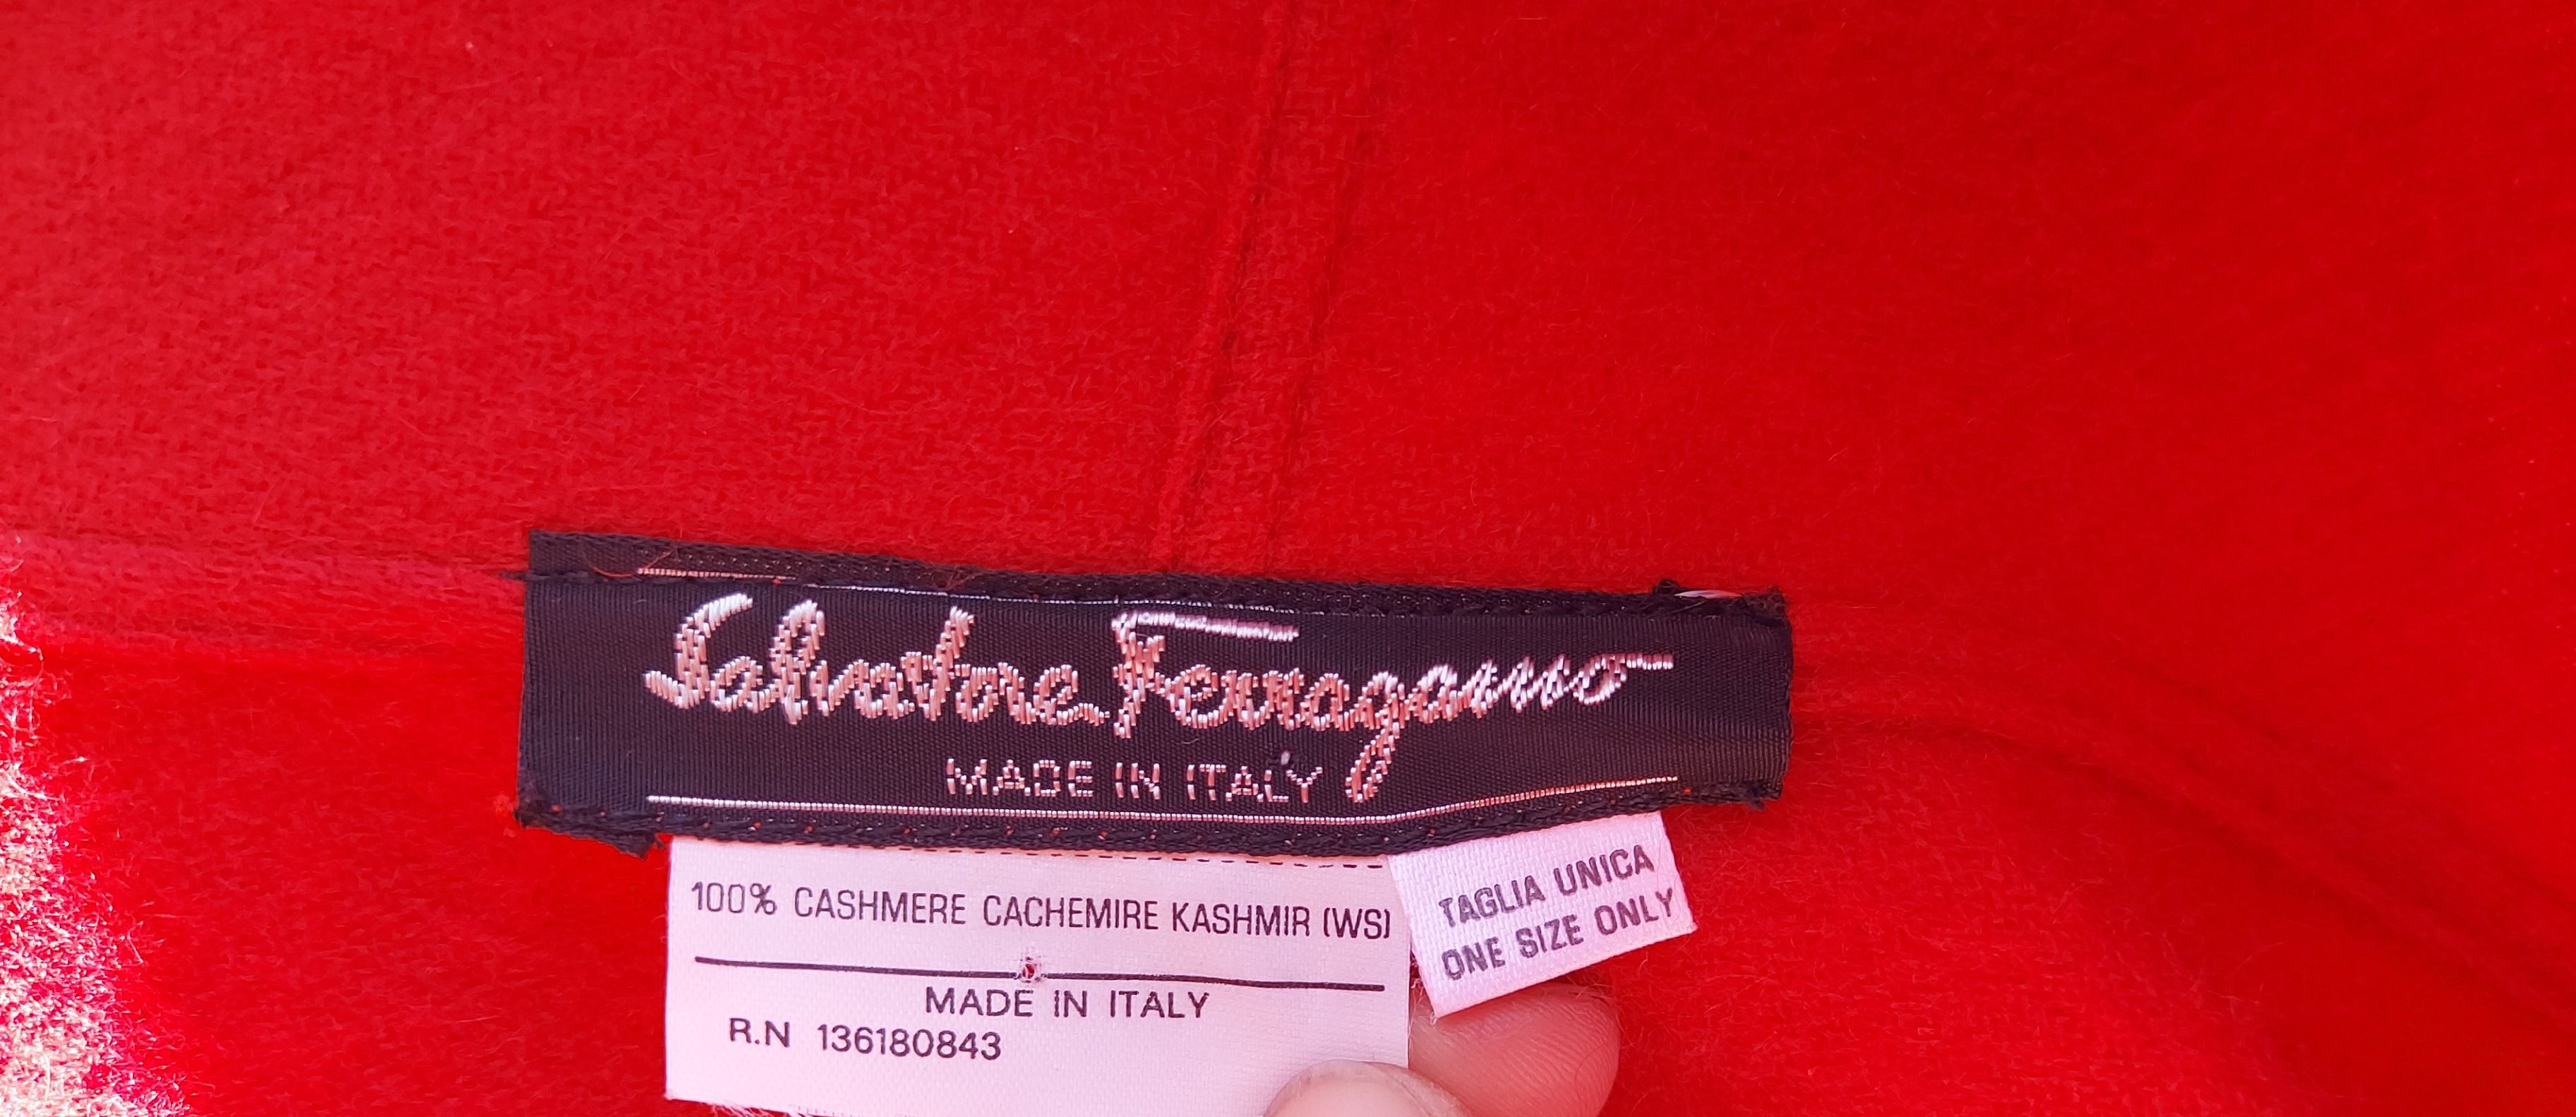 Salvatore Ferragamo
MADE IN ITALY
100% CASHMERE CACHEMIRE KASHMIR (WS)
MADE IN ITALY
R.N 136180843
TAGLIA UNICA
ONE SIZE ONLY